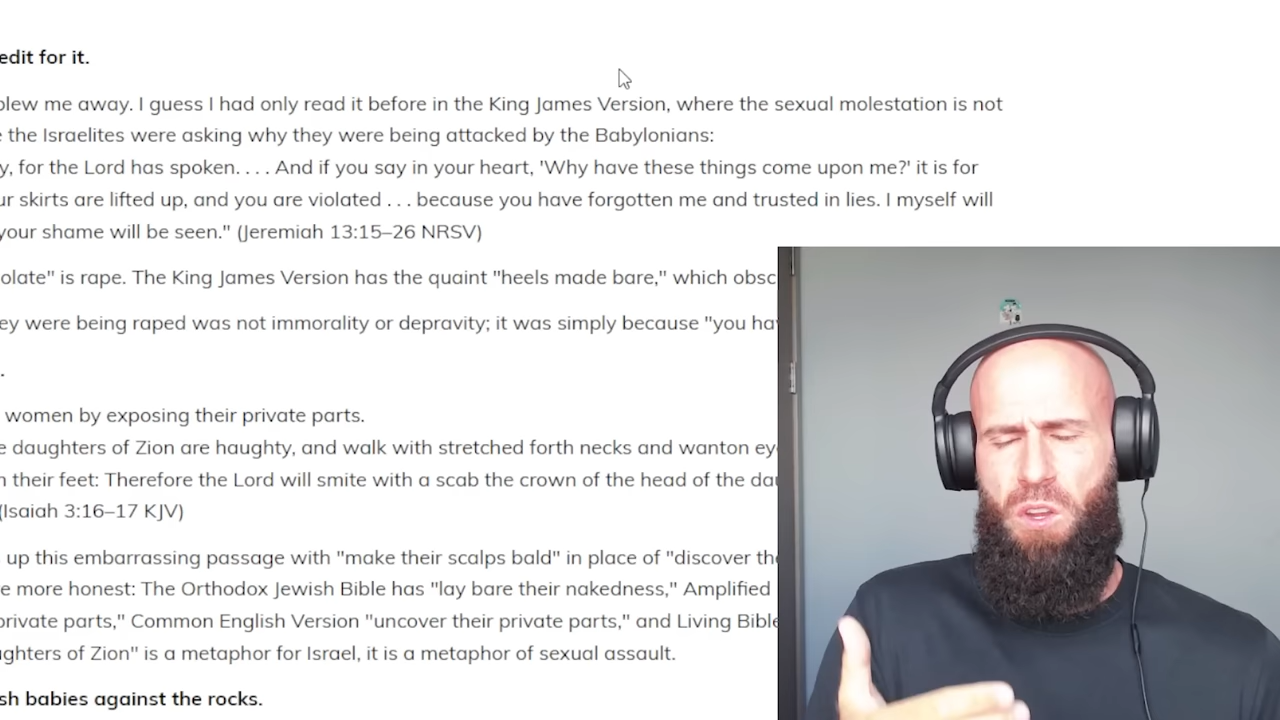 edit for it.
blew me away. I guess I had only read it before in the King James Version, where the sexual molestation is not
e the Israelites were asking why they were being attacked by the Babylonians:
y, for the Lord has spoken. . . . And if you say in your heart, 'Why have these things come upon me?' it is for
ur skirts are lifted up, and you are violated . . . because you have forgotten me and trusted in lies. I myself will
your shame will be seen." (Jeremiah 13:15–26 NRSV)
olate" is rape. The King James Version has the quaint "heels made bare," which obsc
ey were being raped was not immorality or depravity; it was simply because "you ha
.
women by exposing their private parts.
e daughters of Zion are haughty, and walk with stretched forth necks and wanton ey
n their feet: Therefore the Lord will smite with a scab the crown of the head of the dau
(Isaiah 3:16–17 KJV)
up this embarrassing passage with "make their scalps bald" in place of "discover the
re more honest: The Orthodox Jewish Bible has "lay bare their nakedness," Amplified
private parts," Common English Version "uncover their private parts," and Living Bible
ughters of Zion" is a metaphor for Israel, it is a metaphor of sexual assault.
sh babies against the rocks.